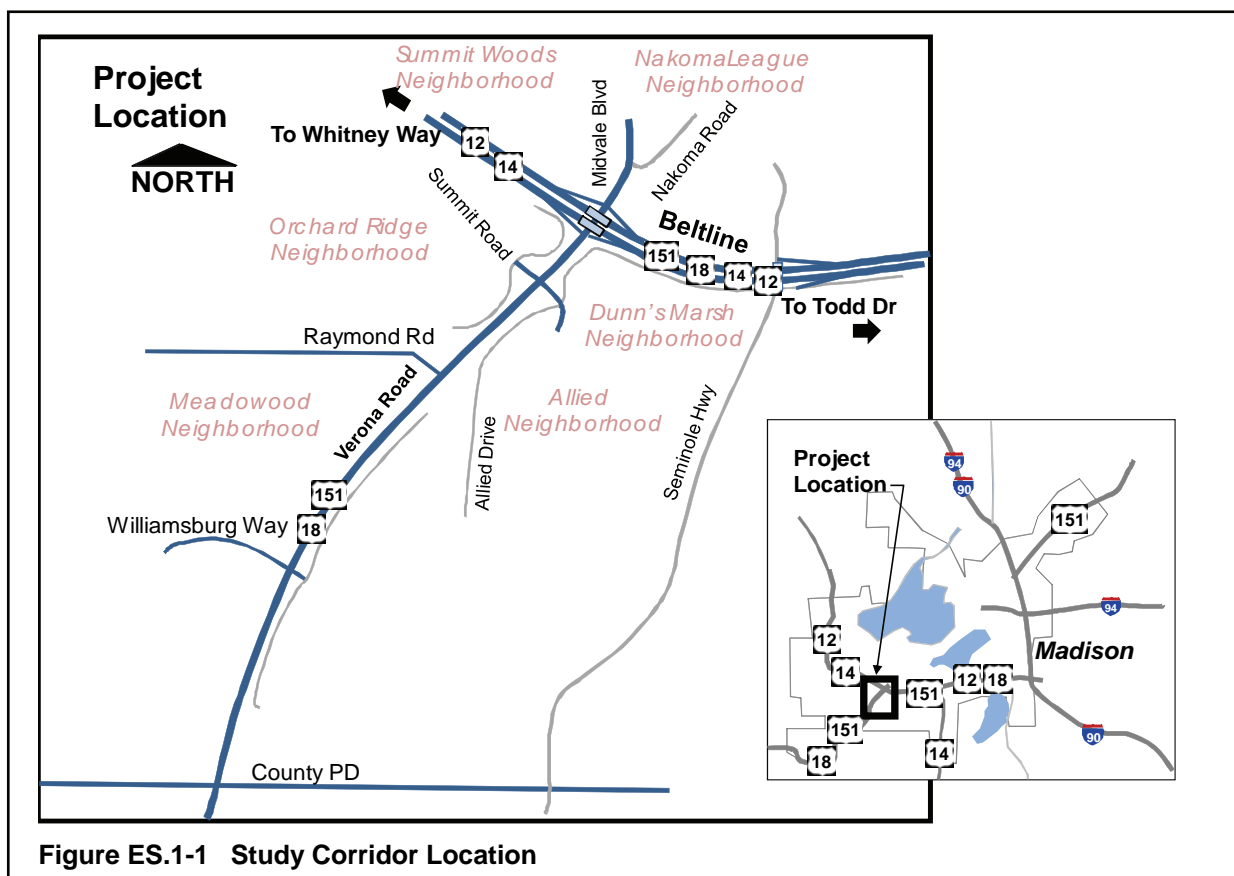 Project
Location
NORTH
Summit Woods
Neighborhood
NakomaLeague
Neighborhood
To Whitney Way
12
14
Midvale Blvd
Nakoma Road
Summit Road
Orchard Ridge
Neighborhood
Beltline
151
18
14
12
To Todd Dr
Dunn's Marsh
Neighborhood
Raymond Rd
Verona Road
Meadowood
Neighborhood
Allied
Neighborhood
Allied Drive
Seminole Hwy
151
18
Williamsburg Way
County PD
Project
Location
94
90
151
94
12
14
Madison
151
12
18
151
18
14
90
Figure ES.1-1 Study Corridor Location